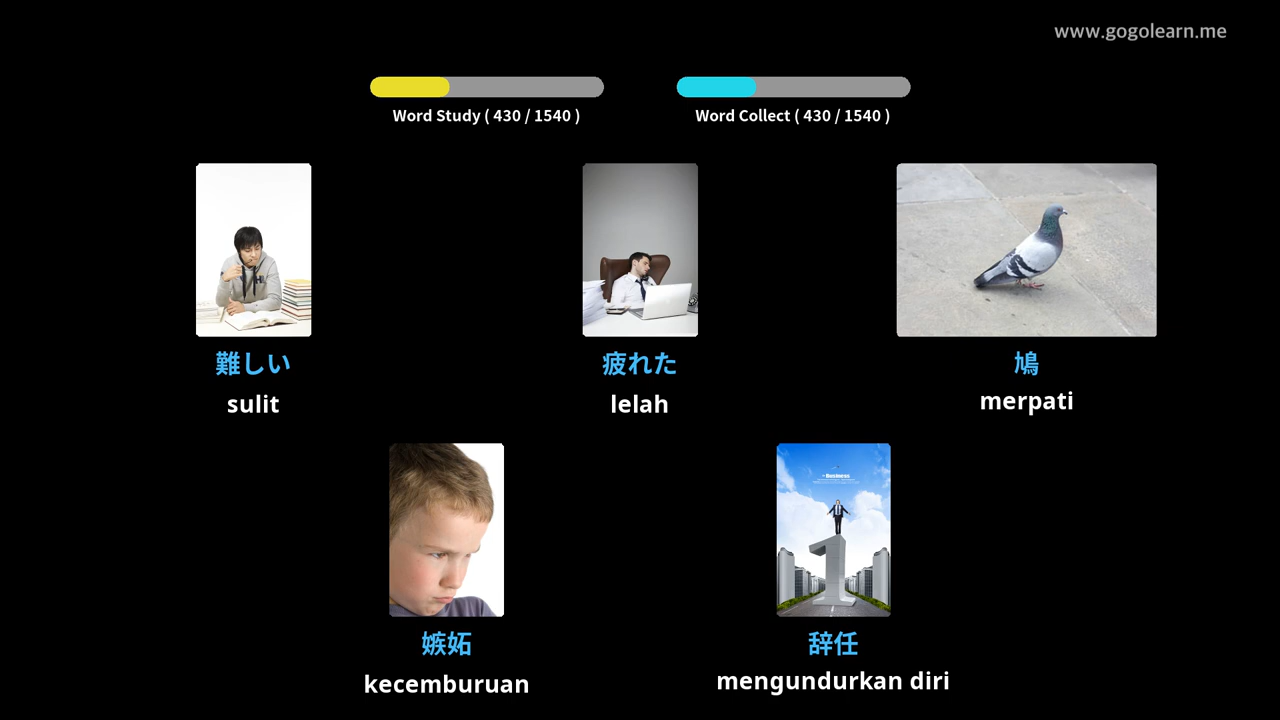 www.gogolearn.me
Word Study ( 430 / 1540 )
Word Collect ( 430 / 1540 )
難しい
sulit
疲れた
lelah
鳩
merpati
Business
嫉妬
kecemburuan
辞任
mengundurkan diri